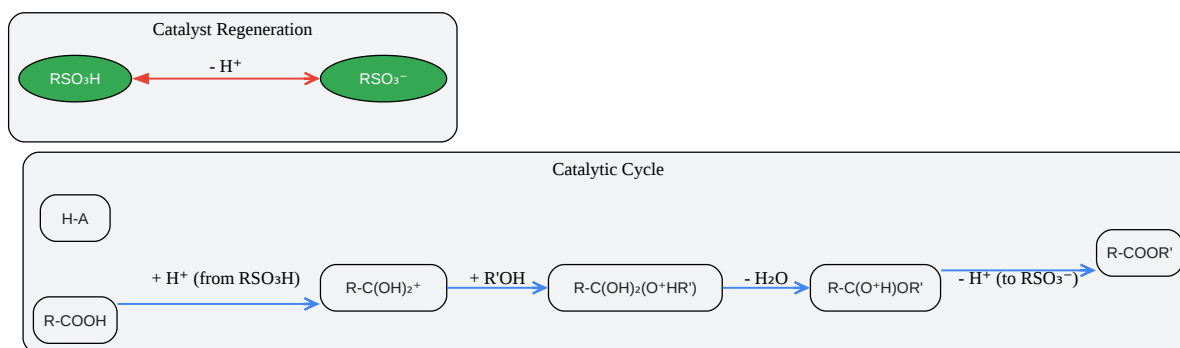 Catalyst Regeneration
RSO₃H
- H⁺
RSO₃⁻
Catalytic Cycle
H-A
R-COOH
+ H⁺ (from RSO₃H)
R-C(OH)₂⁺
+ R'OH
R-C(OH)₂(O⁺HR')
- H₂O
R-C(O⁺H)OR'
- H⁺ (to RSO₃⁻)
R-COOR'